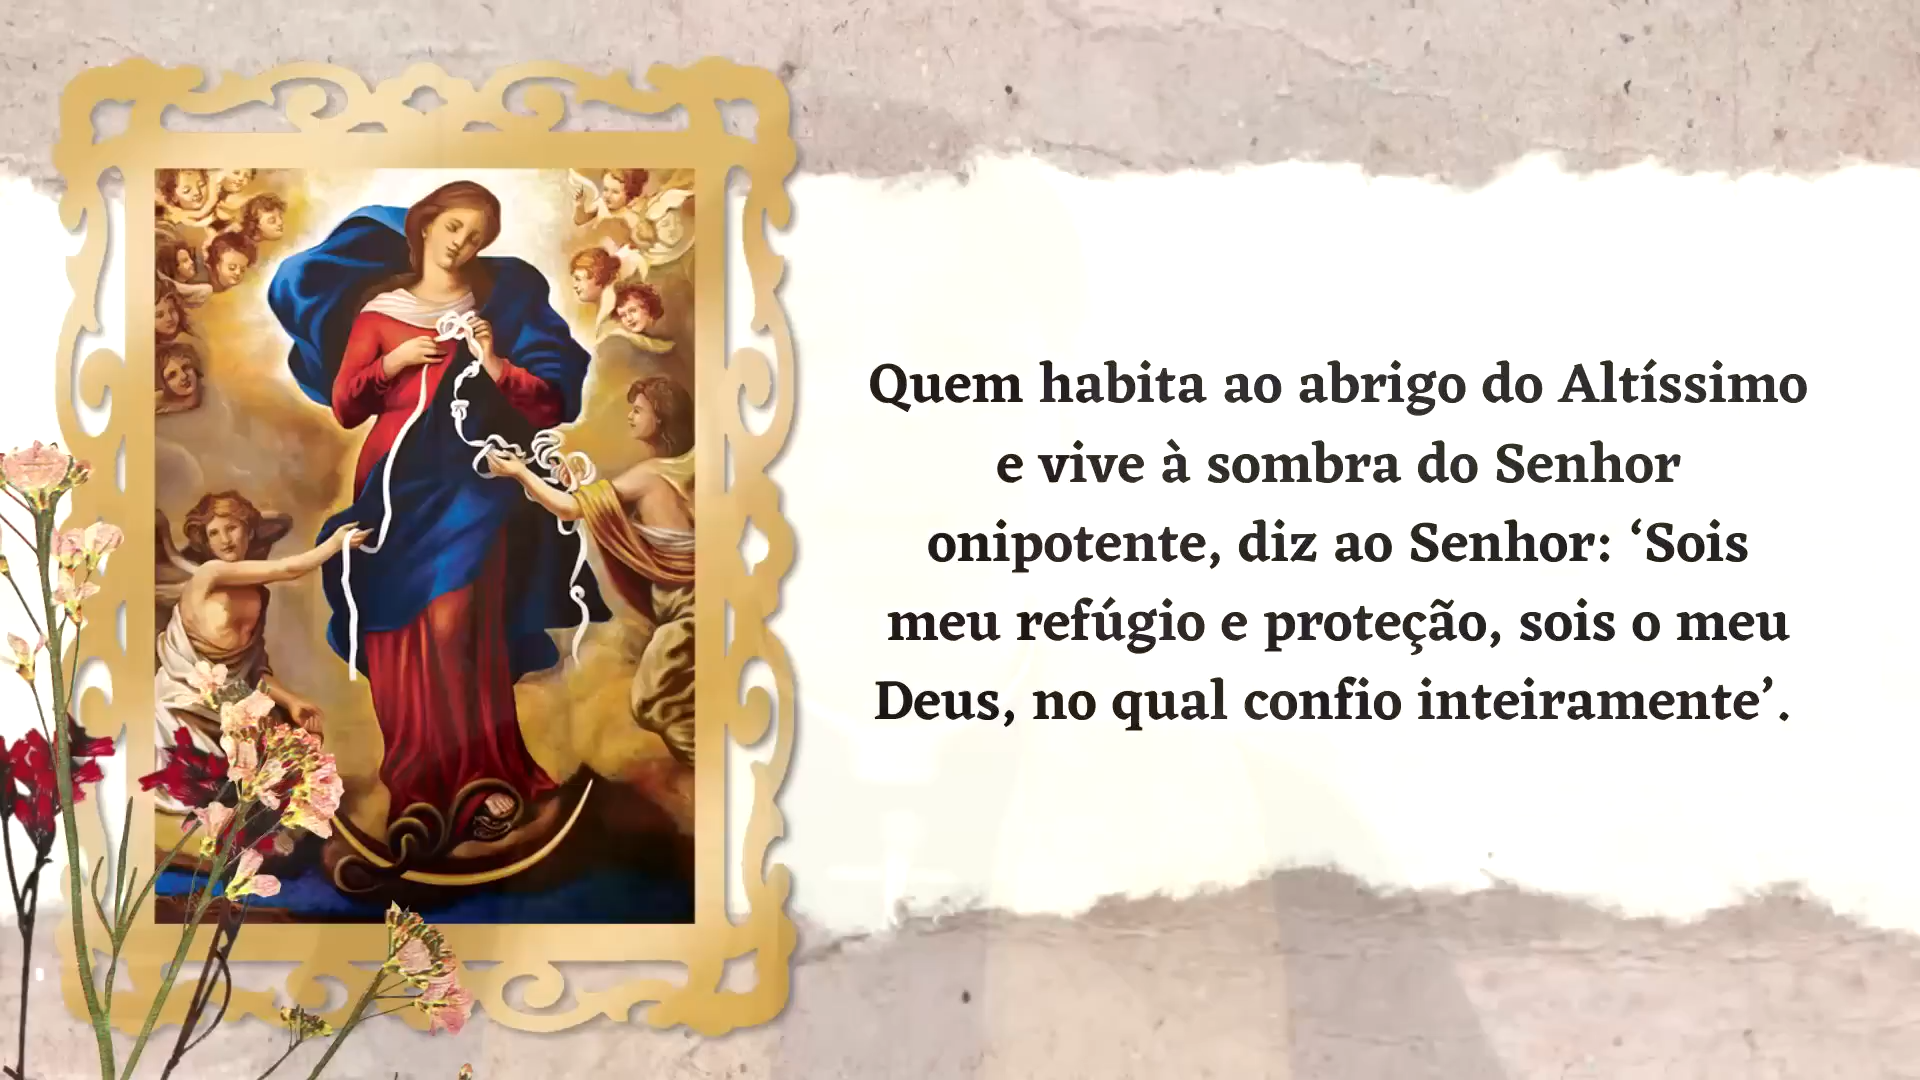 Quem habita ao abrigo do Altíssimo
e vive à sombra do Senhor
onipotente, diz ao Senhor: ‘Sois
meu refúgio e proteção, sois o meu
Deus, no qual confio inteiramente’.